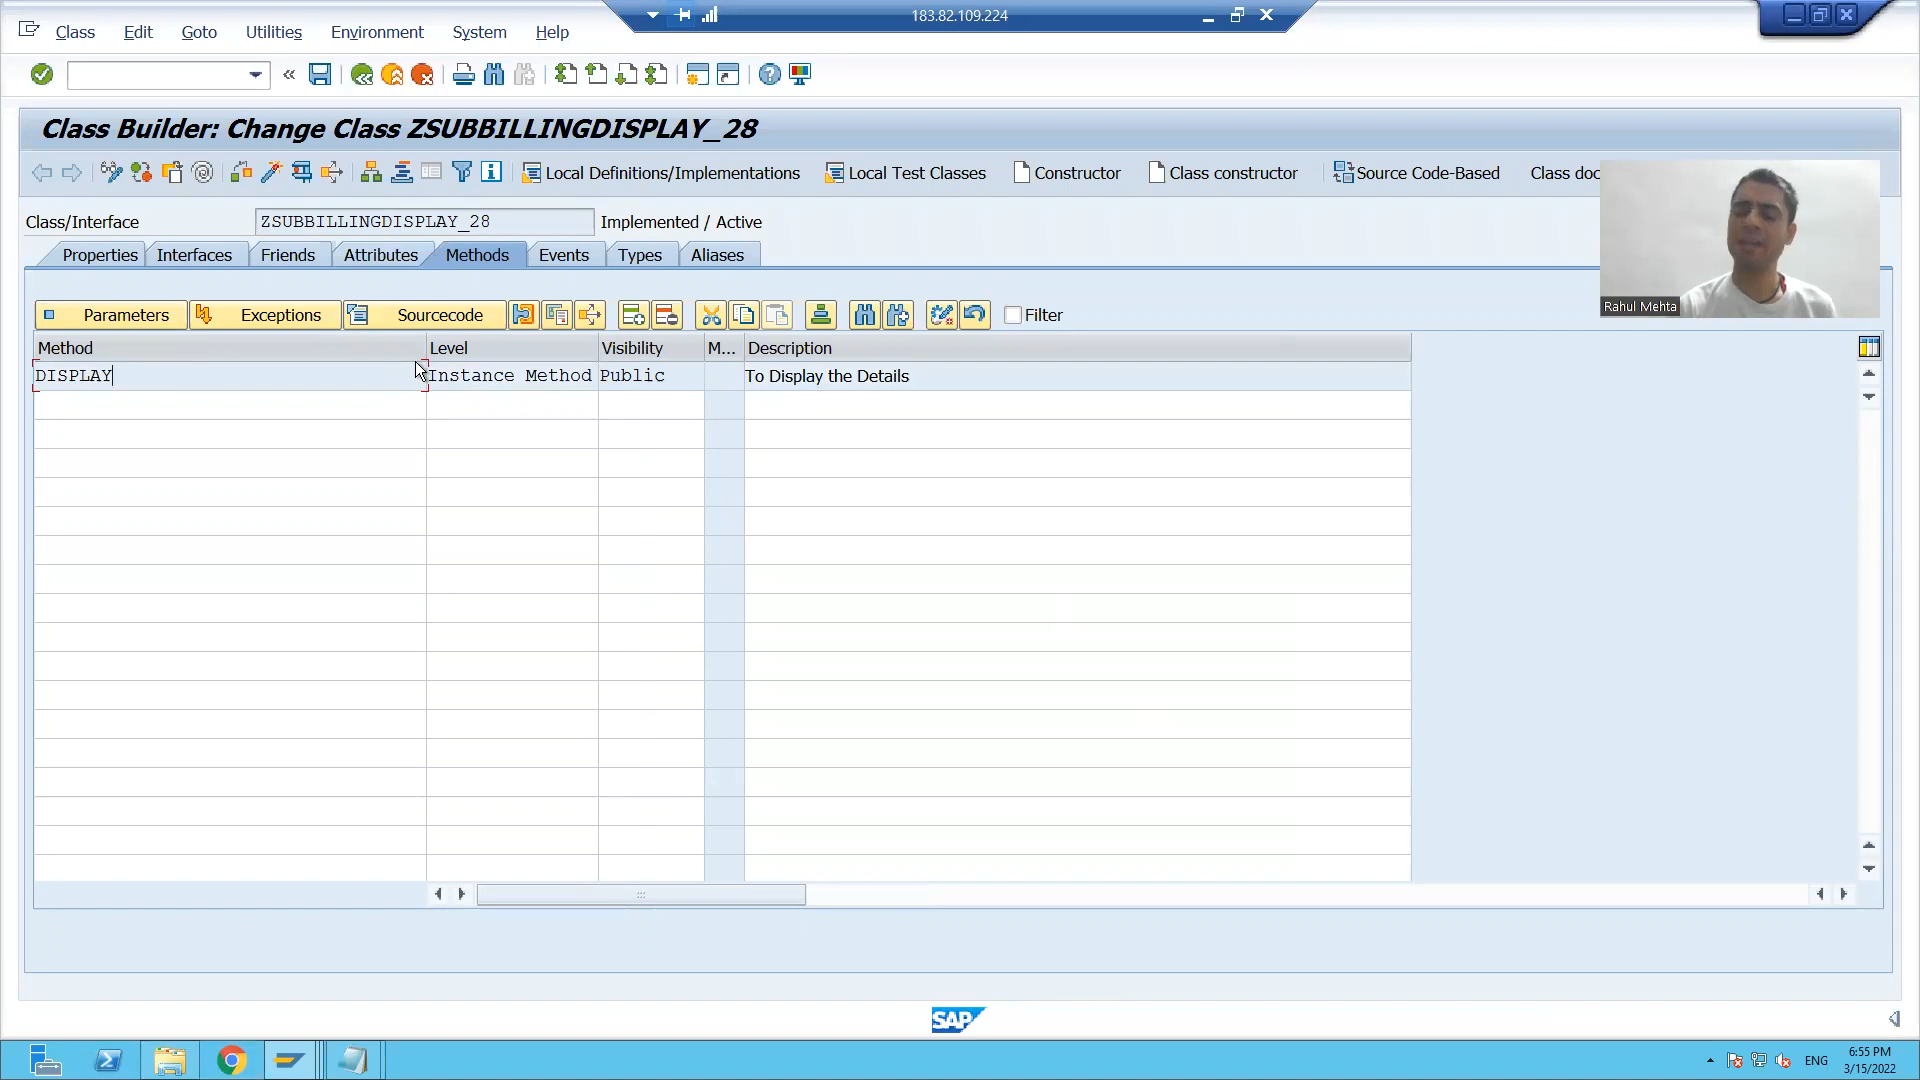 183.82.109.224
Class Edit Goto Utilities Environment System Help
Class Builder: Change Class ZSUBBILLINGDISPLAY_28
Local Definitions/Implementations Local Test Classes Constructor Class constructor Source Code-Based Class doc
Class/Interface ZSUBBILLINGDISPLAY_28 Implemented / Active
Properties Interfaces Friends Attributes Methods Events Types Aliases
Rahul Mehta
Parameters Exceptions Sourcecode Filter
Method Level Visibility M... Description
DISPLAY Instance Method Public To Display the Details
SAP
ENG 6:55 PM
3/15/2022